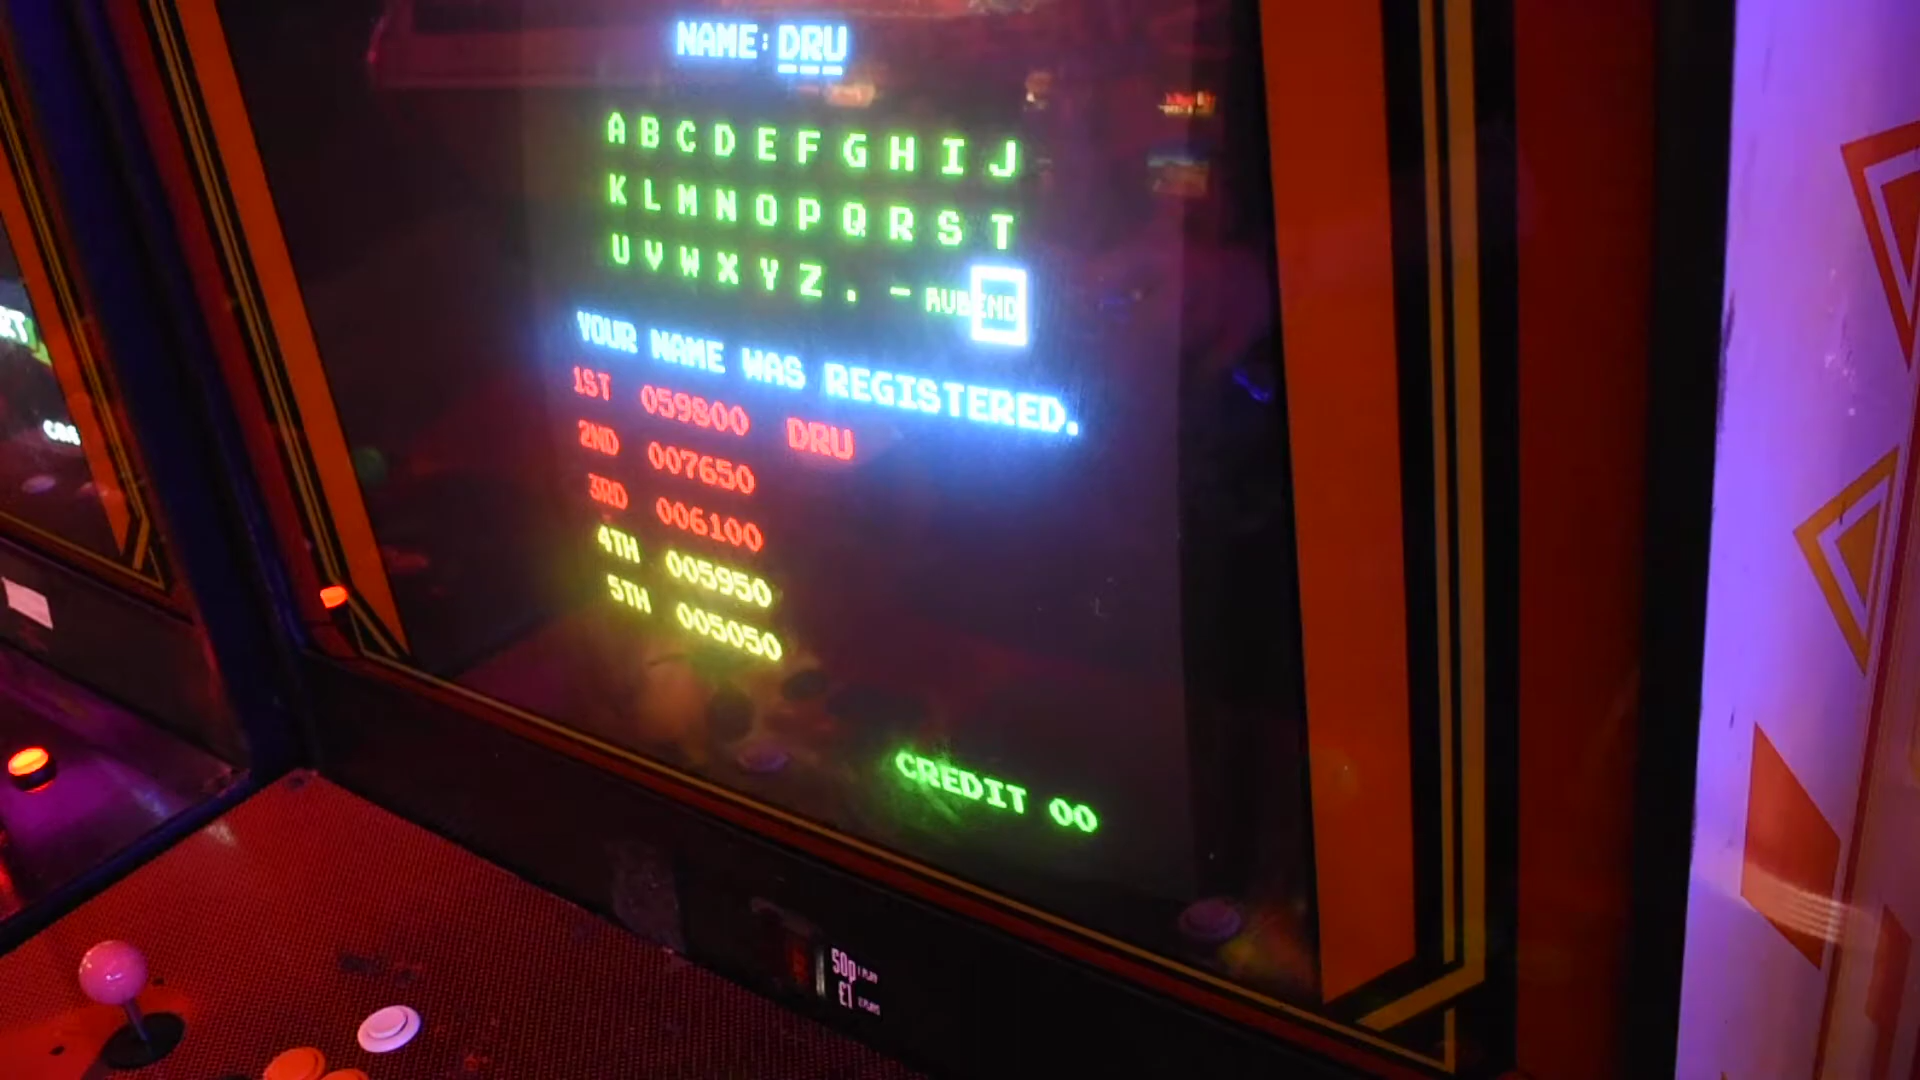 NAME:DRU
A B C D E F G H I J
K L M N O P Q R S T
U V W X Y Z . - RUB END
YOUR NAME WAS REGISTERED.
1ST 059800 DRU
2ND 007650
3RD 006100
4TH 005950
5TH 005050
CREDIT 00
50p
£1